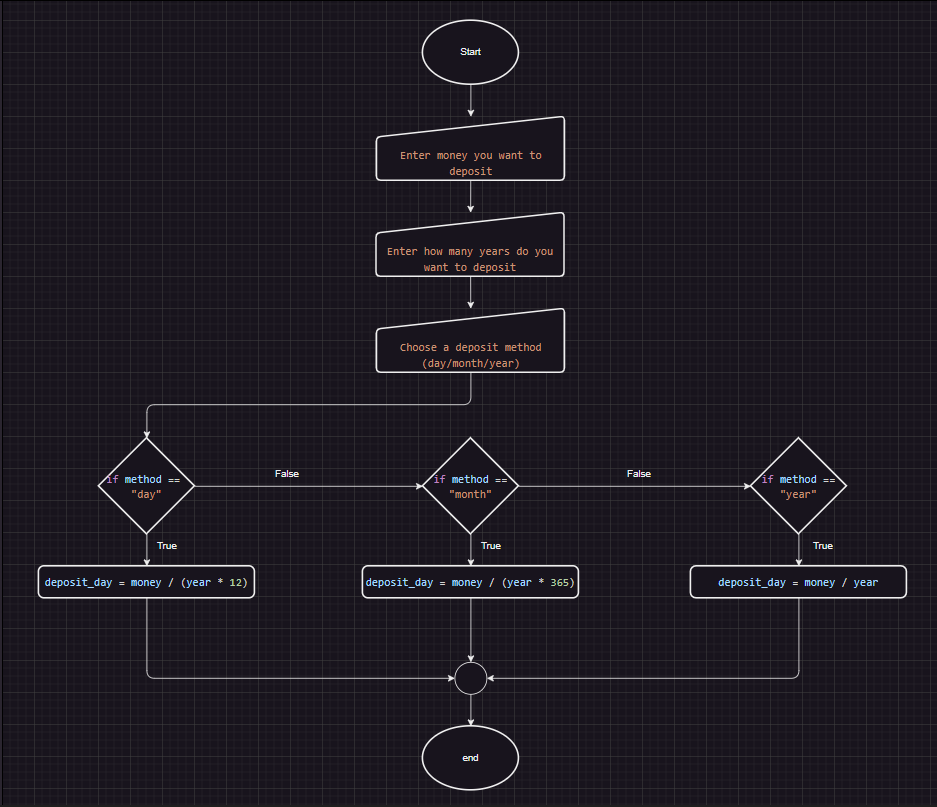 Start
Enter money you want to
deposit
Enter how many years do you
want to deposit
Choose a deposit method
(day/month/year)
False
False
if method ==
"day"
if method ==
"month"
if method ==
"year"
True
True
True
deposit_day = money / (year * 12)
deposit_day = money / (year * 365)
deposit_day = money / year
end